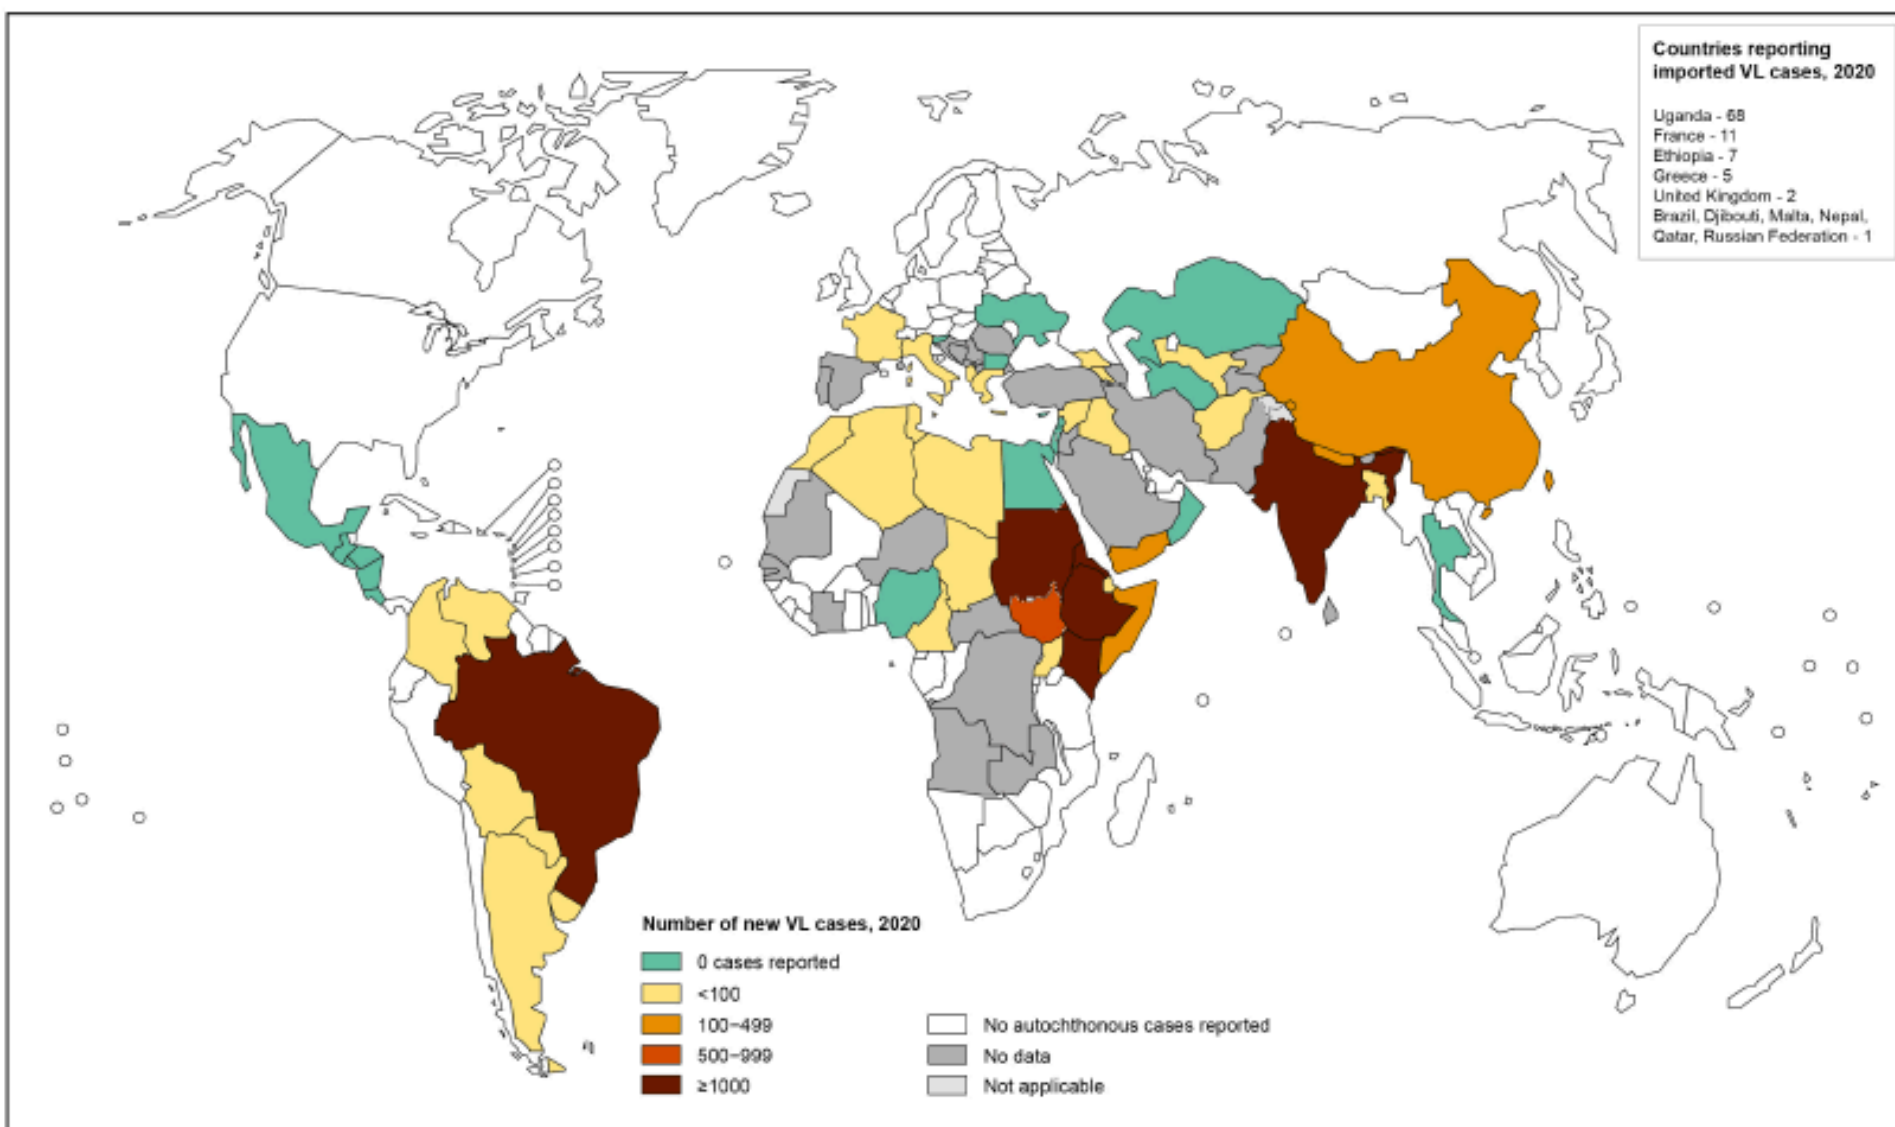 Countries reporting
imported VL cases, 2020
Uganda - 68
France - 11
Ethiopia - 7
Greece - 5
United Kingdom - 2
Brazil, Djibouti, Malta, Nepal,
Qatar, Russian Federation - 1
Number of new VL cases, 2020
0 cases reported
<100
100–499
500–999
≥1000
No autochthonous cases reported
No data
Not applicable